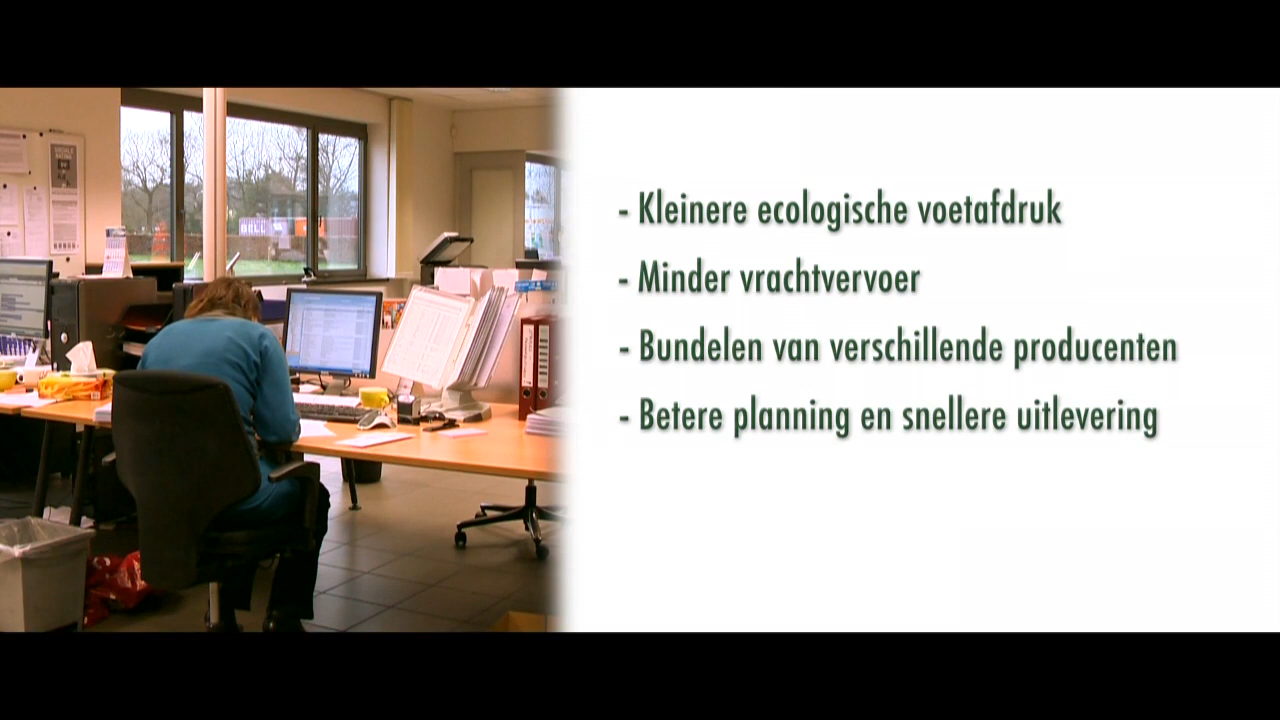 - Kleinere ecologische voetafdruk
- Minder vrachtvervoer
- Bundelen van verschillende producenten
- Betere planning en snellere uitlevering